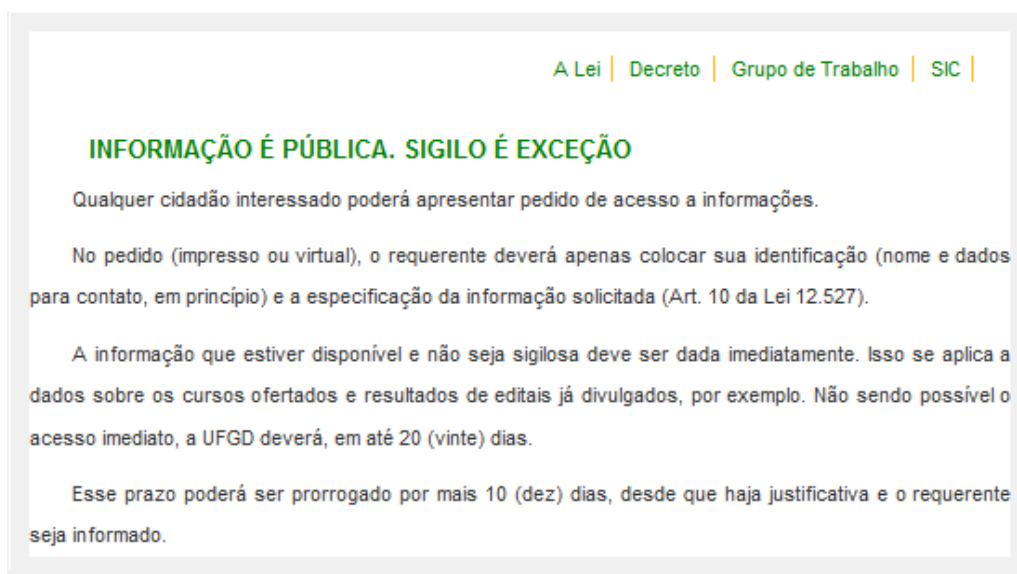 A Lei | Decreto | Grupo de Trabalho | SIC |
INFORMAÇÃO É PÚBLICA. SIGILO É EXCEÇÃO
Qualquer cidadão interessado poderá apresentar pedido de acesso a informações.
No pedido (impresso ou virtual), o requerente deverá apenas colocar sua identificação (nome e dados
para contato, em princípio) e a especificação da informação solicitada (Art. 10 da Lei 12.527).
A informação que estiver disponível e não seja sigilosa deve ser dada imediatamente. Isso se aplica a
dados sobre os cursos ofertados e resultados de editais já divulgados, por exemplo. Não sendo possível o
acesso imediato, a UFGD deverá, em até 20 (vinte) dias.
Esse prazo poderá ser prorrogado por mais 10 (dez) dias, desde que haja justificativa e o requerente
seja informado.